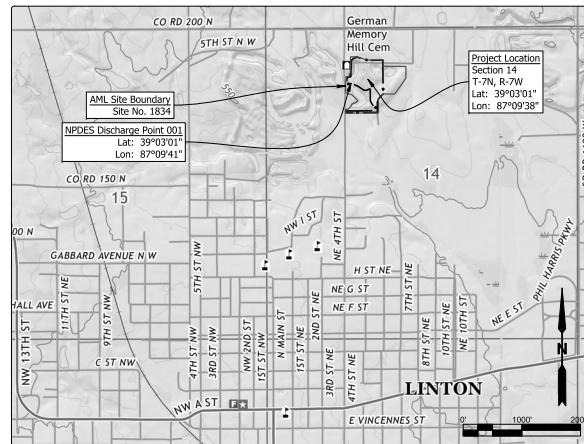 CO RD 200 N
German
Memory
Hill Cem
5TH ST N W
550
Project Location
Section 14
T-7N, R-7W
Lat: 39°03'01"
Lon: 87°09'38"
AML Site Boundary
Site No. 1834
NPDES Discharge Point 001
Lat: 39°03'01"
Lon: 87°09'41"
CO RD 150 N
15
14
NW I ST
NE 4TH ST
GABBARD AVENUE N W
H ST NE
PHIL HARRIS PKWY
5TH ST NW
NE G ST
7TH ST NE
HALL AVE
11TH ST NE
NE F ST
NE E ST
NW 13TH ST
9TH ST NW
4TH ST NW
3RD ST NW
NW 2ND ST
1ST ST NW
N MAIN ST
1ST ST NE
2ND ST NE
3RD ST NE
4TH ST NE
8TH ST NE
10TH ST NE
NE 10TH ST
C ST NW
N
LINTON
NW A ST
F
E VINCENNES ST
0'
1000'